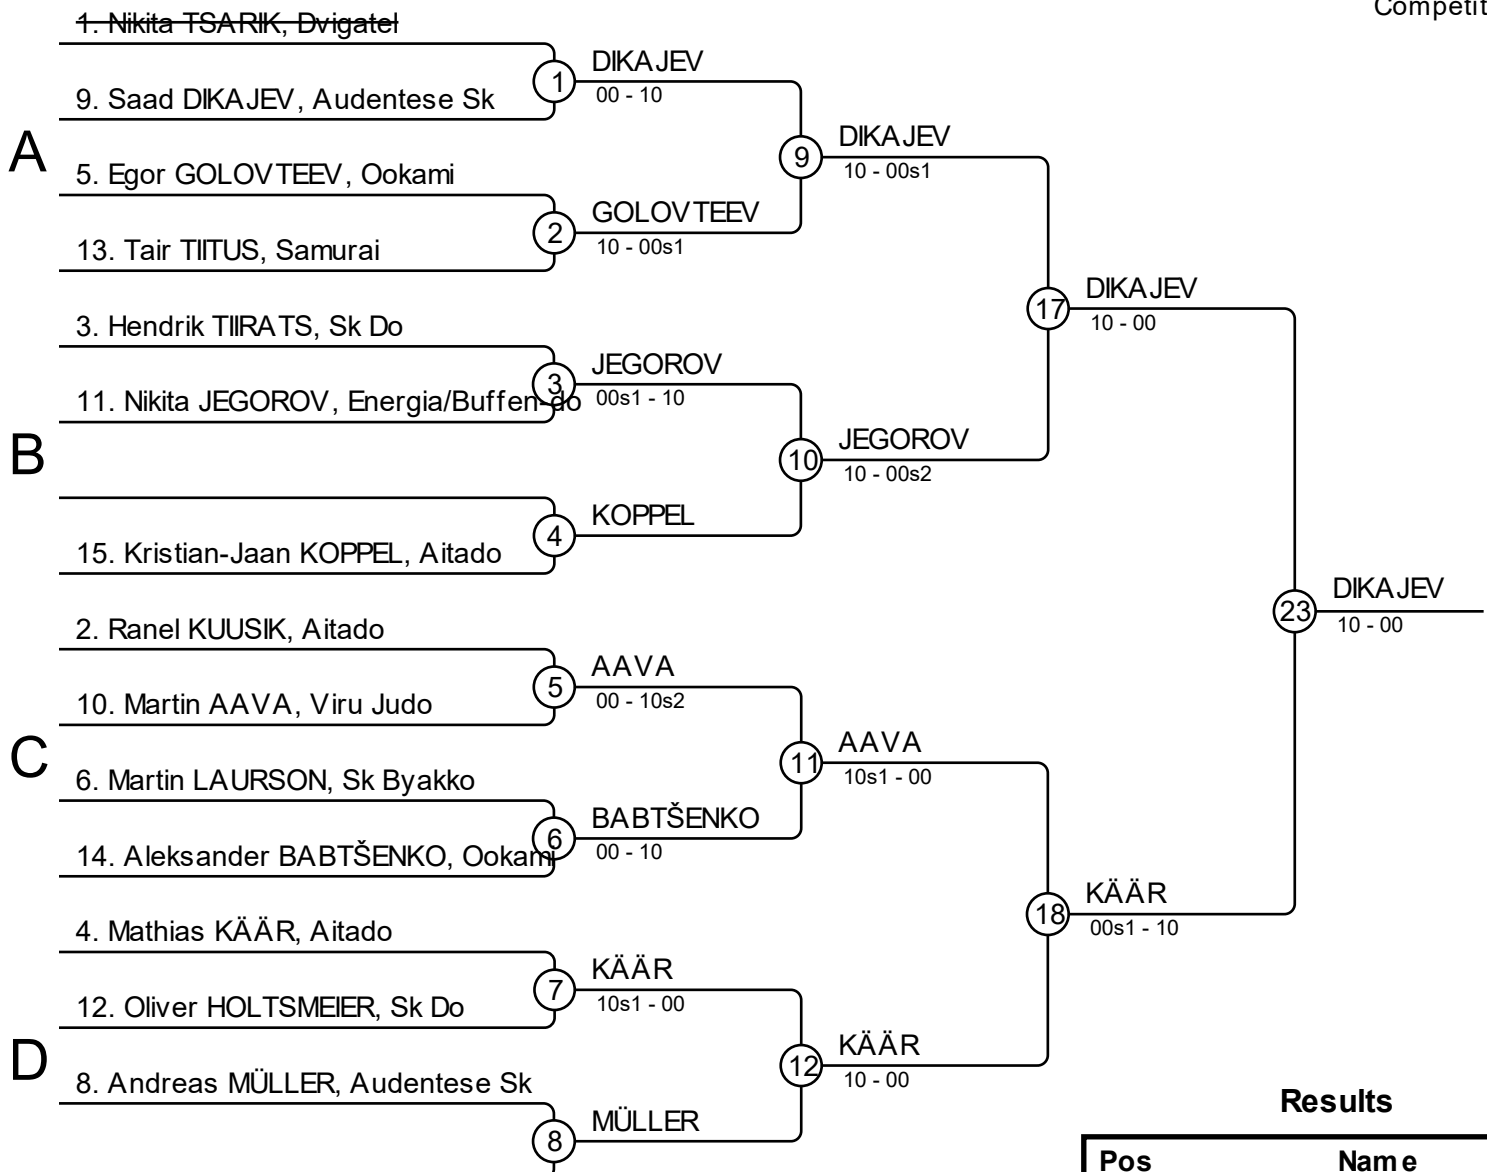 Competit
1. Nikita TSARIK, Dvigatel
DIKAJEV
1
00 - 10
9. Saad DIKAJEV, Audentese Sk
A
DIKAJEV
9
10 - 00s1
5. Egor GOLOVTEEV, Ookami
GOLOVTEEV
2
10 - 00s1
13. Tair TIITUS, Samurai
DIKAJEV
17
10 - 00
3. Hendrik TIIRATS, Sk Do
JEGOROV
3
00s1 - 10
11. Nikita JEGOROV, Energia/Buffen-do
B
JEGOROV
10
10 - 00s2
KOPPEL
4
15. Kristian-Jaan KOPPEL, Aitado
DIKAJEV
23
10 - 00
2. Ranel KUUSIK, Aitado
AAVA
5
00 - 10s2
10. Martin AAVA, Viru Judo
C
AAVA
11
10s1 - 00
6. Martin LAURSON, Sk Byakko
BABTŠENKO
6
00 - 10
14. Aleksander BABTŠENKO, Ookami
KÄÄR
18
00s1 - 10
4. Mathias KÄÄR, Aitado
KÄÄR
7
10s1 - 00
12. Oliver HOLTSMEIER, Sk Do
D
KÄÄR
12
10 - 00
8. Andreas MÜLLER, Audentese Sk
MÜLLER
8
Results
Pos Name